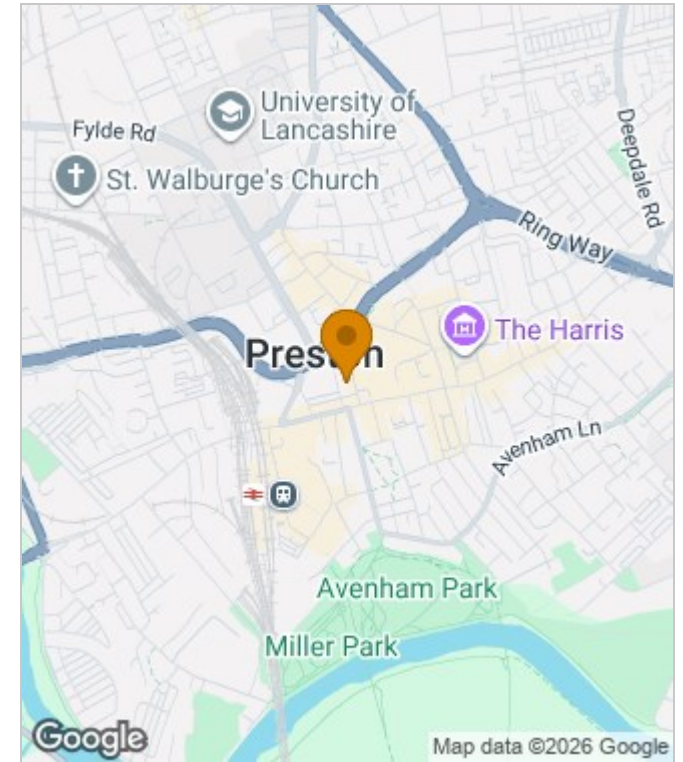 University of
Lancashire
Fylde Rd
St. Walburge's Church
Deepdale Rd
Ring Way
The Harris
Preston
Avenham Ln
Avenham Park
Miller Park
Google
Map data ©2026 Google